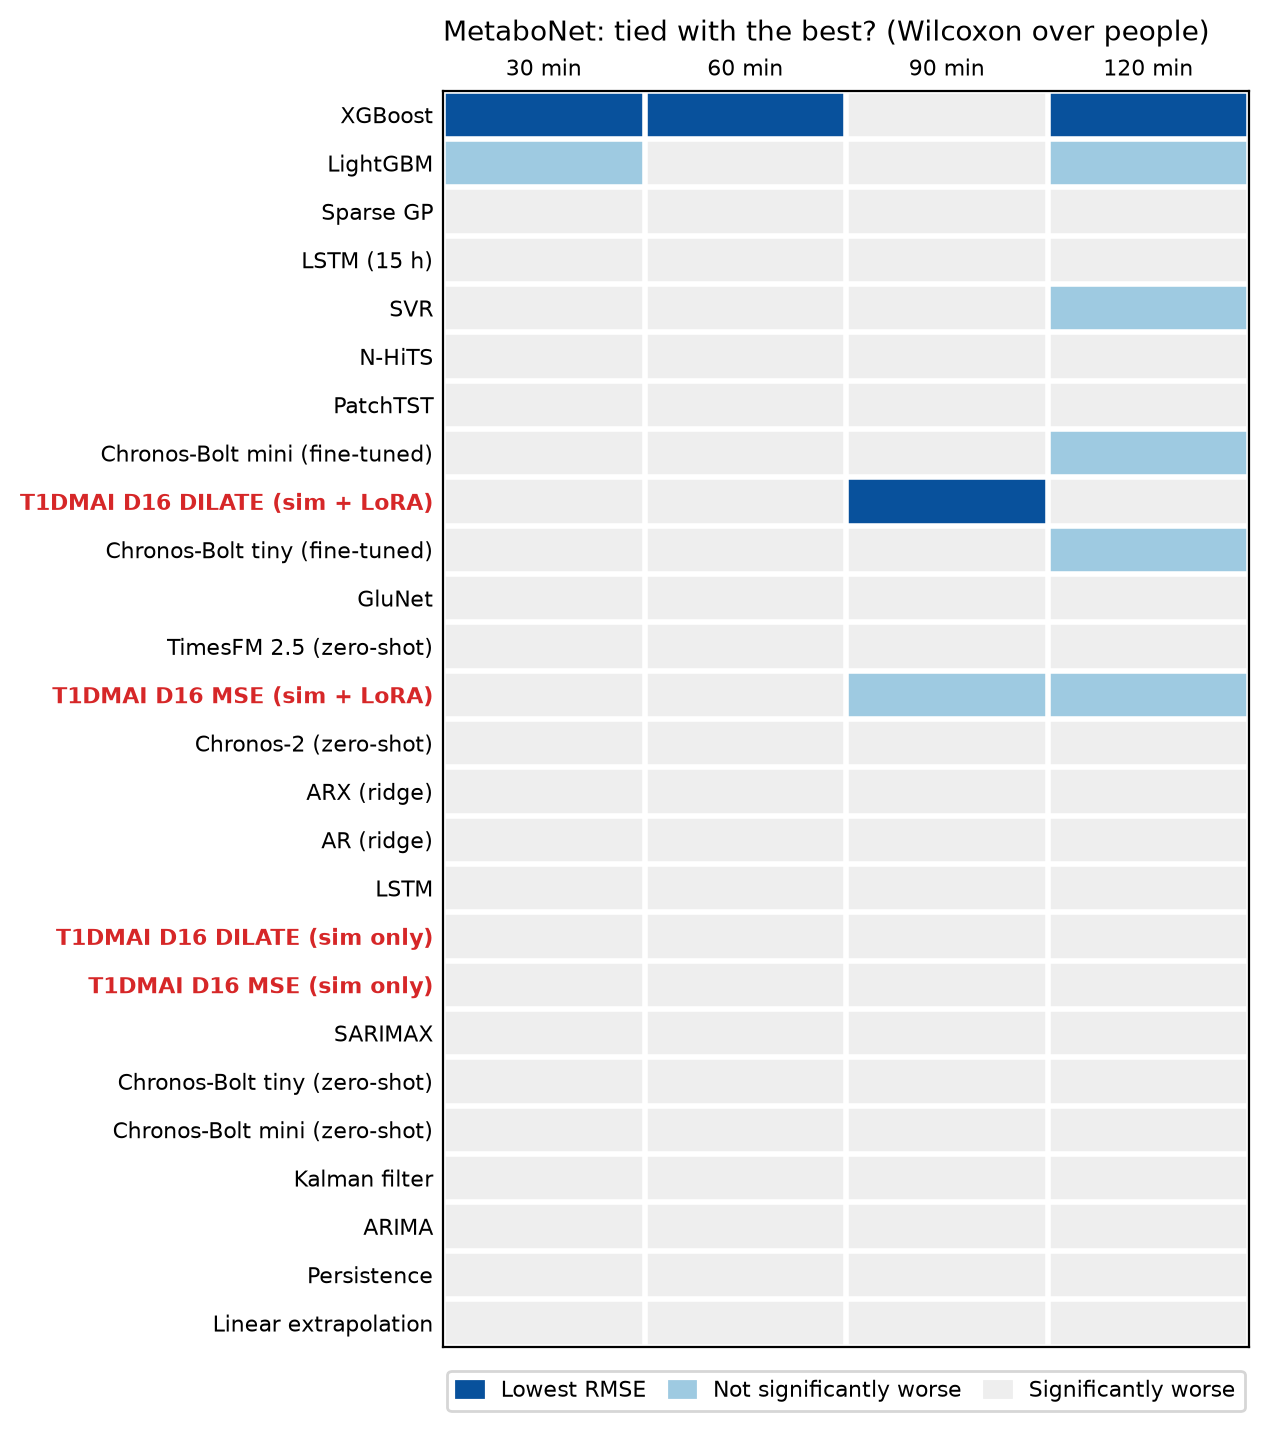 MetaboNet: tied with the best? (Wilcoxon over people)
30 min 60 min 90 min 120 min
XGBoost
LightGBM
Sparse GP
LSTM (15 h)
SVR
N-HiTS
PatchTST
Chronos-Bolt mini (fine-tuned)
T1DMAI D16 DILATE (sim + LoRA)
Chronos-Bolt tiny (fine-tuned)
GluNet
TimesFM 2.5 (zero-shot)
T1DMAI D16 MSE (sim + LoRA)
Chronos-2 (zero-shot)
ARX (ridge)
AR (ridge)
LSTM
T1DMAI D16 DILATE (sim only)
T1DMAI D16 MSE (sim only)
SARIMAX
Chronos-Bolt tiny (zero-shot)
Chronos-Bolt mini (zero-shot)
Kalman filter
ARIMA
Persistence
Linear extrapolation
Lowest RMSE Not significantly worse Significantly worse